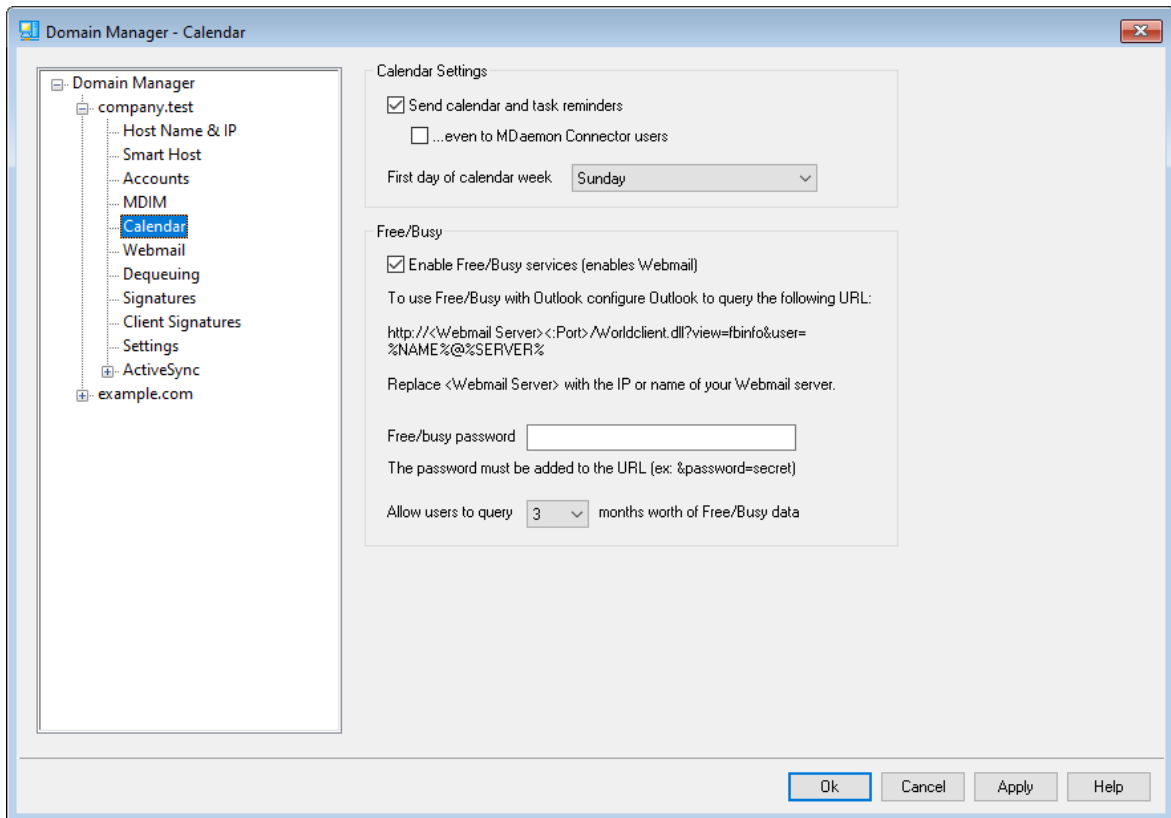 Domain Manager - Calendar
Domain Manager
company.test
Host Name & IP
Smart Host
Accounts
MDIM
Calendar
Webmail
Dequeuing
Signatures
Client Signatures
Settings
ActiveSync
example.com
Calendar Settings
Send calendar and task reminders
...even to MDaemon Connector users
First day of calendar week Sunday
Free/Busy
Enable Free/Busy services (enables Webmail)
To use Free/Busy with Outlook configure Outlook to query the following URL:
http://<Webmail Server><:Port>/Worldclient.dll?view=fbinfo&user=
%NAME%@%SERVER%
Replace <Webmail Server> with the IP or name of your Webmail server.
Free/busy password
The password must be added to the URL (ex: &password=secret)
Allow users to query 3 months worth of Free/Busy data
Ok Cancel Apply Help